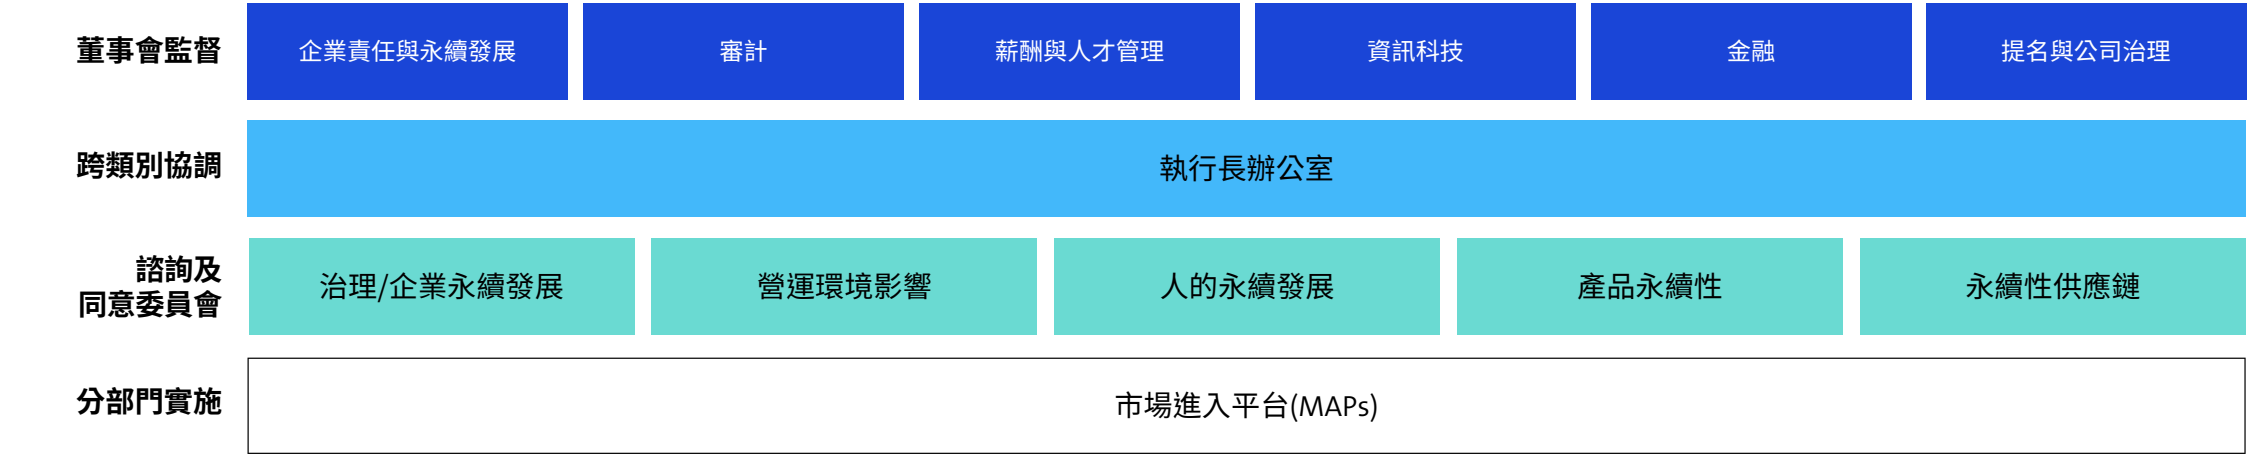 董事會監督
企業責任與永續發展
審計
薪酬與人才管理
資訊科技
金融
提名與公司治理
跨類別協調
執行長辦公室
諮詢及
同意委員會
治理/企業永續發展
營運環境影響
人的永續發展
產品永續性
永續性供應鏈
分部門實施
市場進入平台(MAPs)